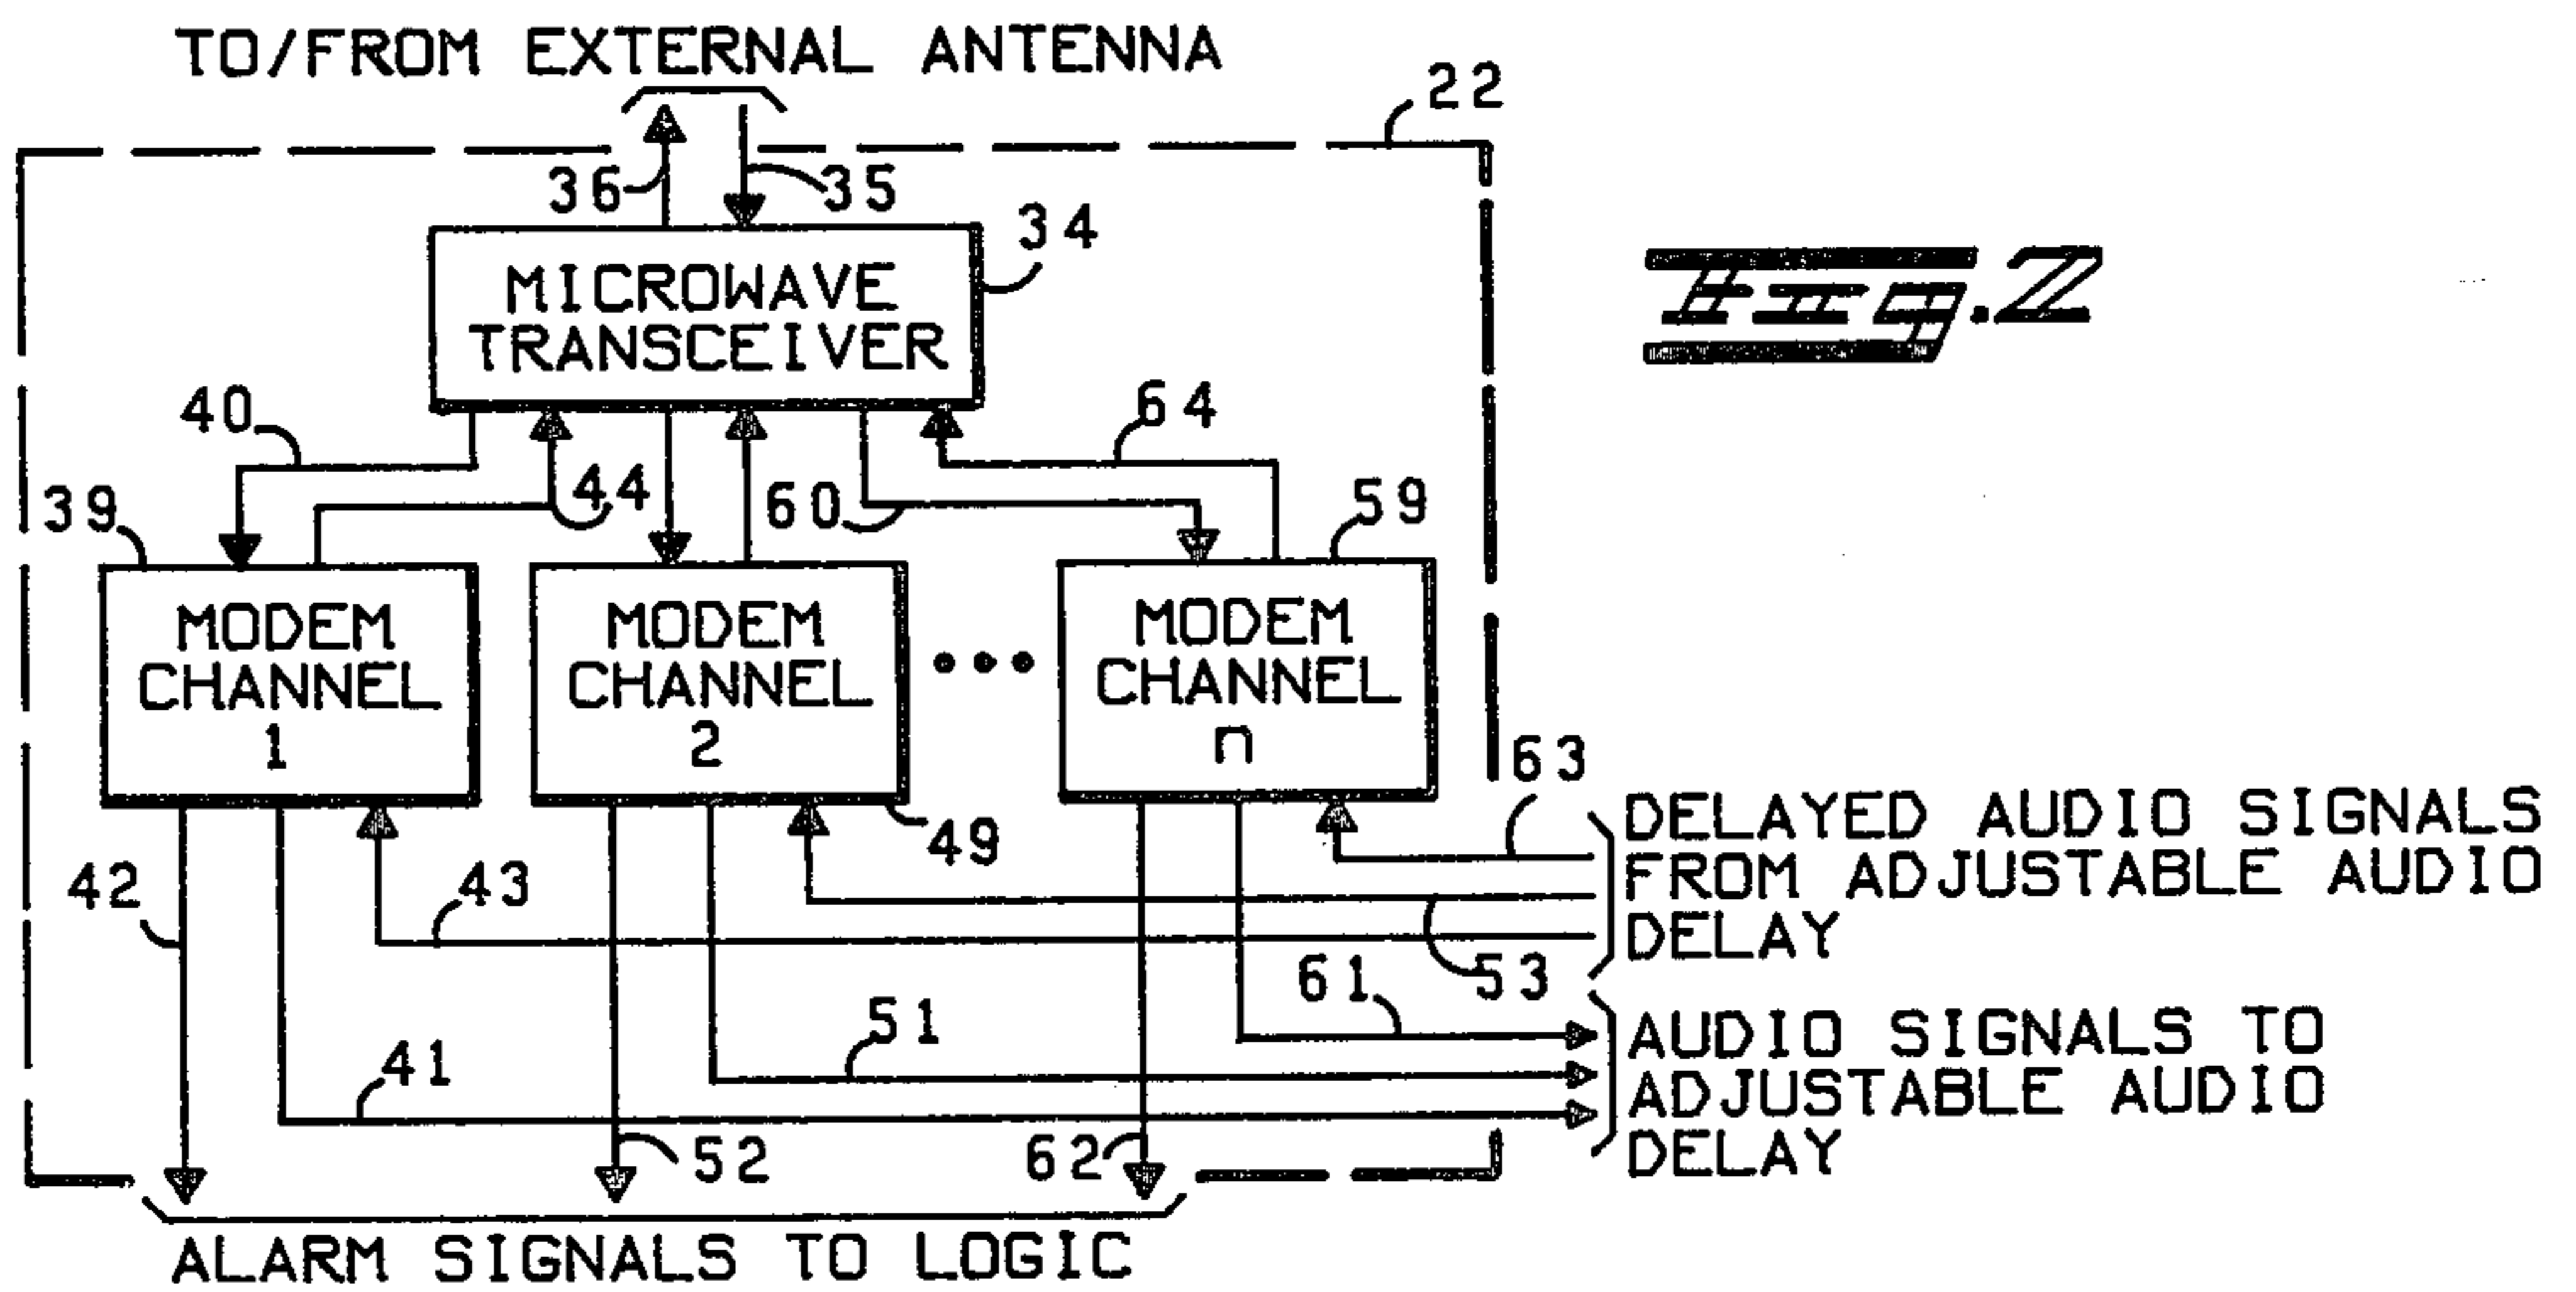 TO/FROM EXTERNAL ANTENNA
22
36
35
34
MICROWAVE
TRANSCEIVER
Fig.2
40
64
39
44
60
59
MODEM
CHANNEL
1
MODEM
CHANNEL
2
MODEM
CHANNEL
n
63
49
42
43
DELAYED AUDIO SIGNALS
FROM ADJUSTABLE AUDIO
DELAY
53
61
51
41
AUDIO SIGNALS TO
ADJUSTABLE AUDIO
DELAY
52
62
ALARM SIGNALS TO LOGIC